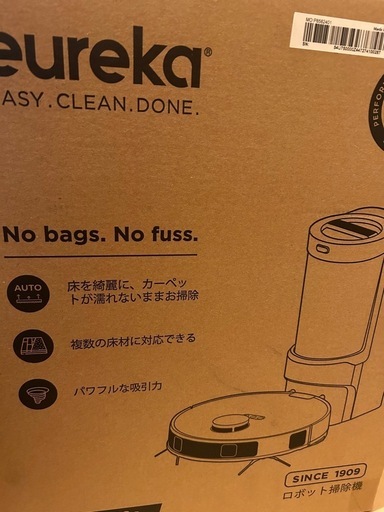 eureka®
EASY.CLEAN.DONE.
No bags. No fuss.
AUTO
床を綺麗に、カーペッ
トが濡れないままお掃除
複数の床材に対応できる
パワフルな吸引力
SINCE 1909
ロボット掃除機